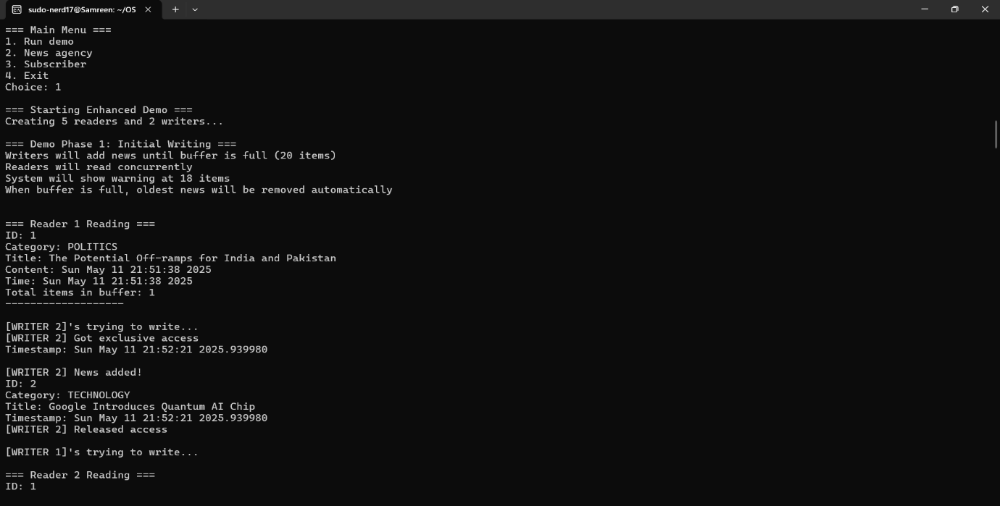 sudo-nerd17@Samreen: ~/OS
=== Main Menu ===
1. Run demo
2. News agency
3. Subscriber
4. Exit
Choice: 1
=== Starting Enhanced Demo ===
Creating 5 readers and 2 writers...
=== Demo Phase 1: Initial Writing ===
Writers will add news until buffer is full (20 items)
Readers will read concurrently
System will show warning at 18 items
When buffer is full, oldest news will be removed automatically
=== Reader 1 Reading ===
ID: 1
Category: POLITICS
Title: The Potential Off-ramps for India and Pakistan
Content: Sun May 11 21:51:38 2025
Time: Sun May 11 21:51:38 2025
Total items in buffer: 1
-------------------
[WRITER 2]'s trying to write...
[WRITER 2] Got exclusive access
Timestamp: Sun May 11 21:52:21 2025.939980
[WRITER 2] News added!
ID: 2
Category: TECHNOLOGY
Title: Google Introduces Quantum AI Chip
Timestamp: Sun May 11 21:52:21 2025.939980
[WRITER 2] Released access
[WRITER 1]'s trying to write...
=== Reader 2 Reading ===
ID: 1